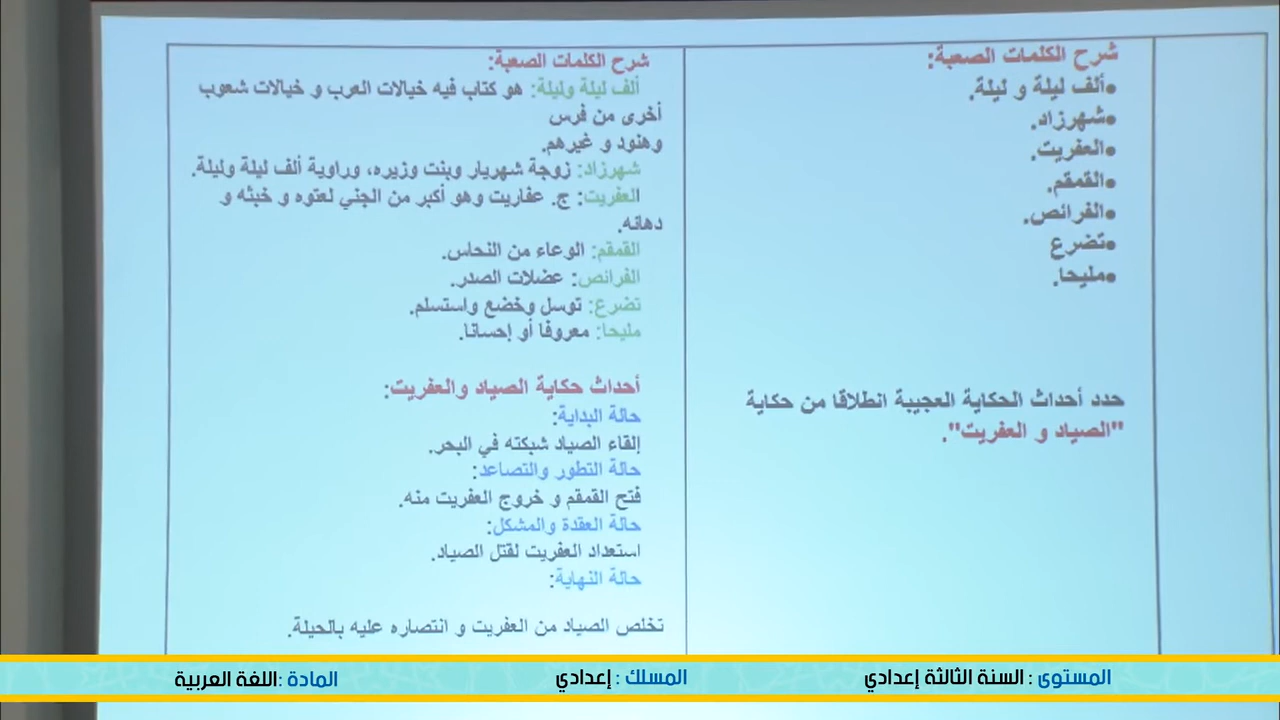 شرح الكلمات الصعبة:
•ألف ليلة و ليلة.
•شهرزاد.
•العفريت.
•القمقم.
•الفرائص.
•تضرع
•مليحا.
حدد أحداث الحكاية العجيبة انطلاقا من حكاية
"الصياد و العفريت".
شرح الكلمات الصعبة:
ألف ليلة وليلة: هو كتاب فيه خيالات العرب و خيالات شعوب
أخرى من فرس
وهنود و غيرهم.
شهرزاد: زوجة شهريار وبنت وزيره، وراوية ألف ليلة وليلة.
العفريت: ج. عفاريت وهو أكبر من الجني لعتوه و خبثه و
دهائه.
القمقم: الوعاء من النحاس.
الفرائص: عضلات الصدر.
تضرع: توسل وخضع واستسلم.
مليحا: معروفا أو إحسانا.
أحداث حكاية الصياد والعفريت:
حالة البداية:
إلقاء الصياد شبكته في البحر.
حالة التطور والتصاعد:
فتح القمقم و خروج العفريت منه.
حالة العقدة والمشكل:
استعداد العفريت لقتل الصياد.
حالة النهاية:
تخلص الصياد من العفريت و انتصاره عليه بالحيلة.
المستوى : السنة الثالثة إعدادي
المسلك : إعدادي
المادة :اللغة العربية